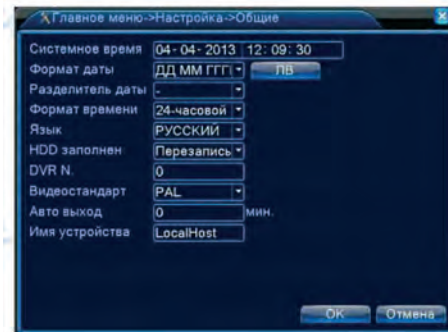 Главное меню->Настройка->Общие
Системное время 04-04-2013 12:09:30
Формат даты ДД ММ ГГГГ ЛВ
Разделитель даты -
Формат времени 24-часовой
Язык РУССКИЙ
HDD заполнен Перезапись
DVR N. 0
Видеостандарт PAL
Авто выход 0 мин.
Имя устройства LocalHost
OK Отмена